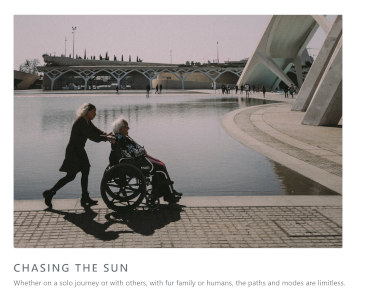 CHASING THE SUN
Whether on a solo journey or with others, with fur family or humans, the paths and modes are limitless.